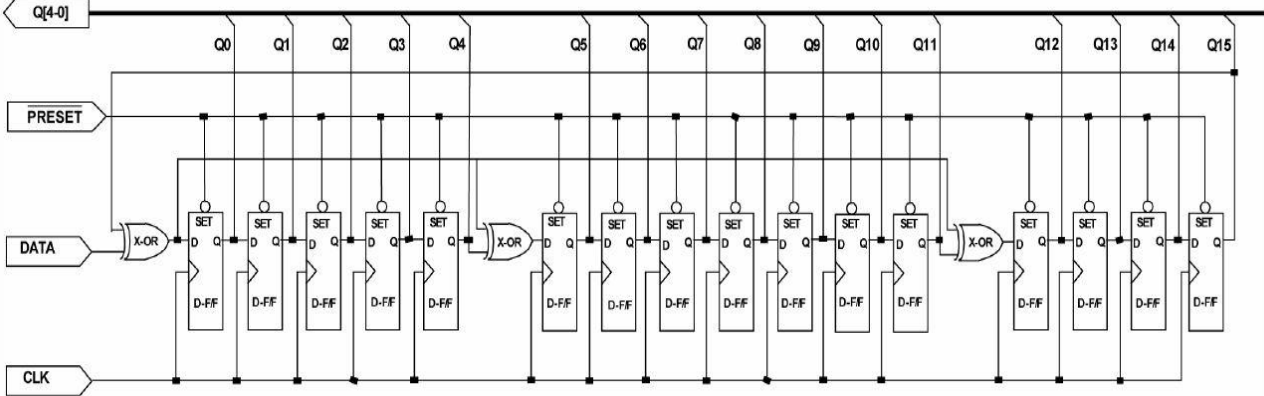 Q[4-0]
Q0 Q1 Q2 Q3 Q4 Q5 Q6 Q7 Q8 Q9 Q10 Q11 Q12 Q13 Q14 Q15
PRESET
SET SET SET SET SET SET SET SET SET SET SET SET SET SET SET SET
DATA
X-OR D Q D Q D Q D Q D Q X-OR D Q D Q D Q D Q D Q D Q D Q X-OR D Q D Q D Q D Q
D-F/F D-F/F D-F/F D-F/F D-F/F D-F/F D-F/F D-F/F D-F/F D-F/F D-F/F D-F/F D-F/F D-F/F D-F/F D-F/F
CLK